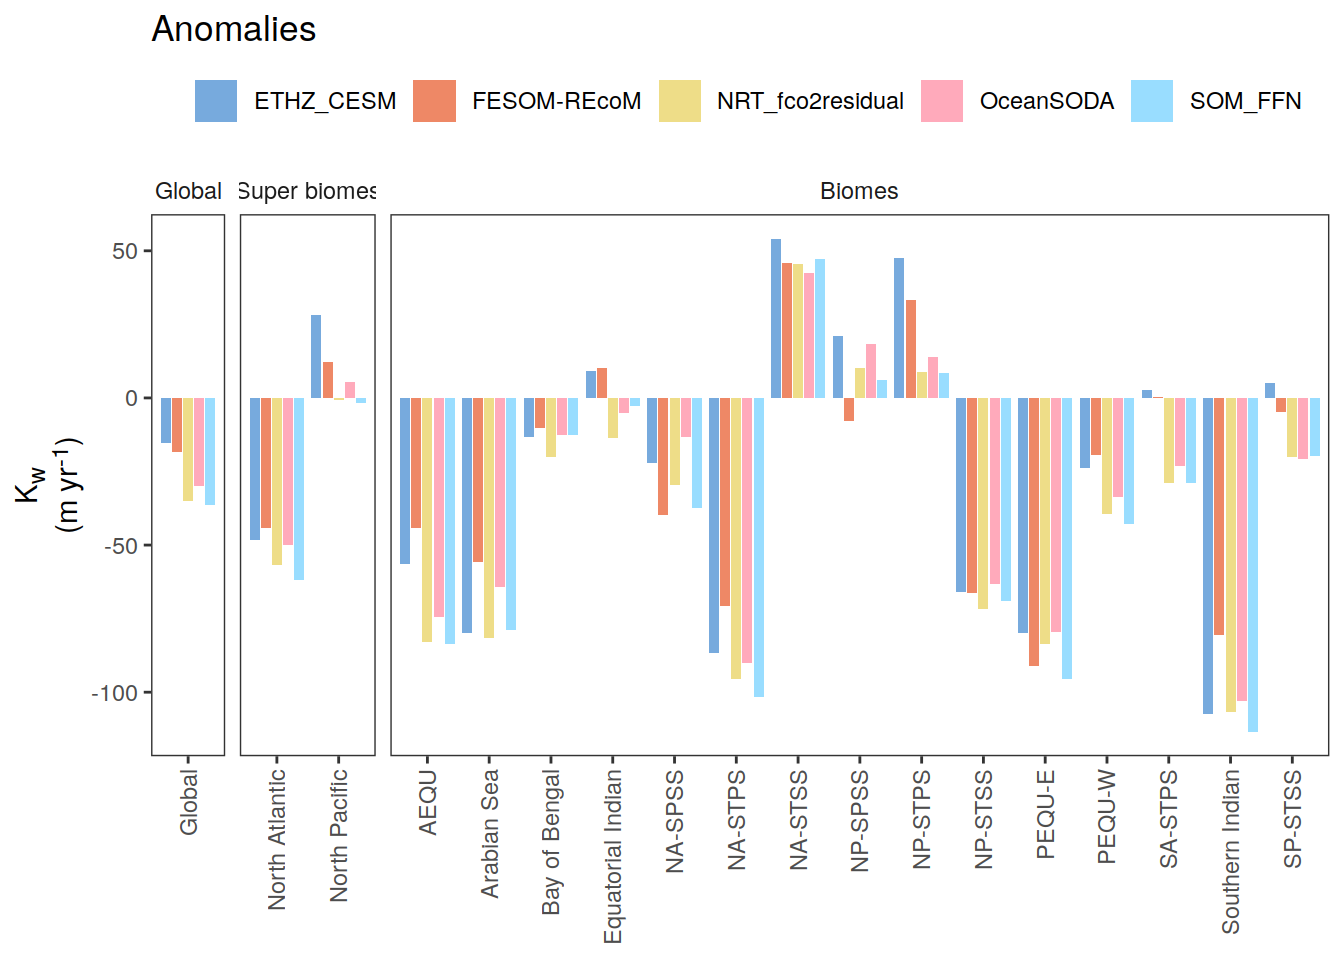 Anomalies
ETHZ_CESM FESOM-REcoM NRT_fco2residual OceanSODA SOM_FFN
Global Super biomes Biomes
50
0
-50
-100
Kw
(m yr-1)
Global
North Atlantic
North Pacific
AEQU
Arabian Sea
Bay of Bengal
Equatorial Indian
NA-SPSS
NA-STPS
NA-STSS
NP-SPSS
NP-STPS
NP-STSS
PEQU-E
PEQU-W
SA-STPS
Southern Indian
SP-STSS